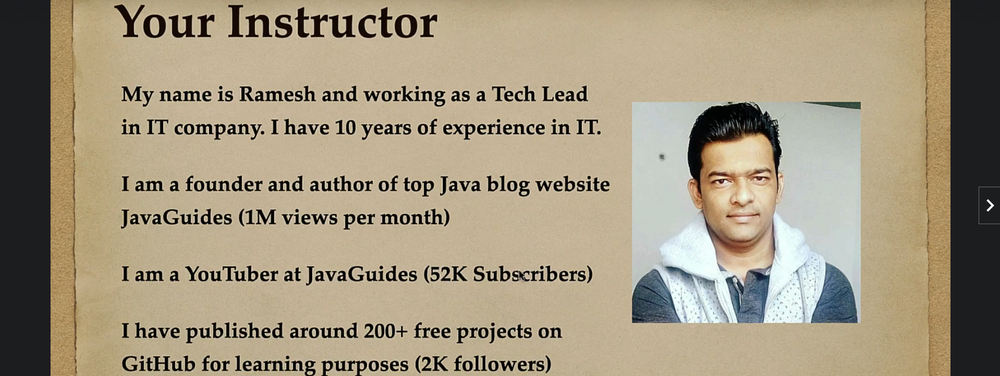 Your Instructor
My name is Ramesh and working as a Tech Lead
in IT company. I have 10 years of experience in IT.
I am a founder and author of top Java blog website
JavaGuides (1M views per month)
I am a YouTuber at JavaGuides (52K Subscribers)
I have published around 200+ free projects on
GitHub for learning purposes (2K followers)